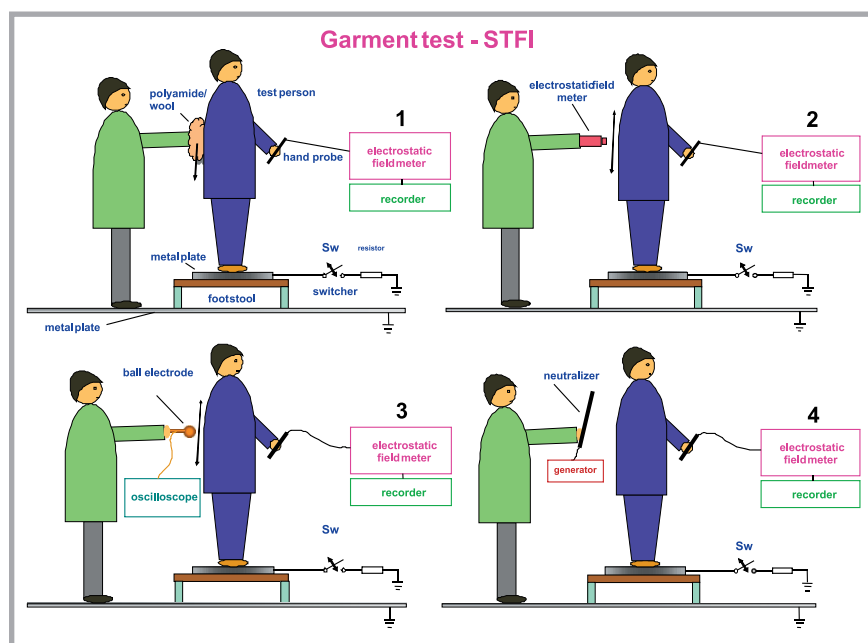 Garment test - STFI
polyamide/
wool
test person
1
hand probe
electrostatic
field meter
recorder
metal plate
Sw
resistor
footstool
switcher
metal plate
electrostatic field
meter
2
electrostatic
fieldmeter
recorder
Sw
ball electrode
3
oscilloscope
electrostatic
field meter
recorder
Sw
neutralizer
4
generator
electrostatic
field meter
recorder
Sw